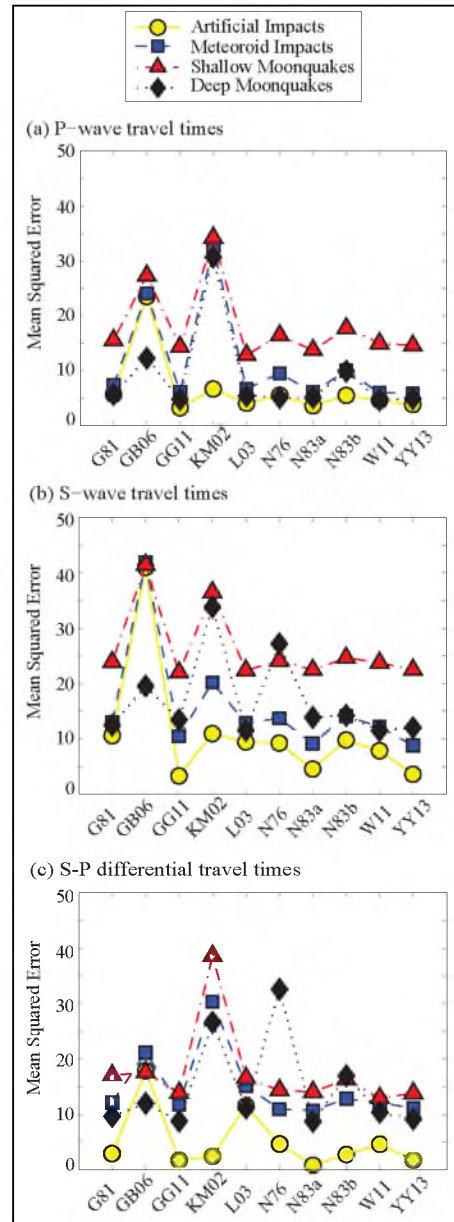 Artificial Impacts
Meteoroid Impacts
Shallow Moonquakes
Deep Moonquakes
(a) P-wave travel times
50
40
30
20
10
0
Mean Squared Error
G81
GB06
GG11
KM02
L03
N76
N83a
N83b
W11
YY13
(b) S-wave travel times
50
40
30
20
10
0
Mean Squared Error
G81
GB06
GG11
KM02
L03
N76
N83a
N83b
W11
YY13
(c) S-P differential travel times
50
40
30
20
10
0
Mean Squared Error
G81
GB06
GG11
KM02
L03
N76
N83a
N83b
W11
YY13